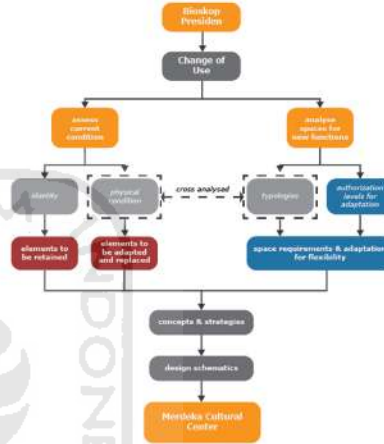 Bioskop
Presiden
Change of
Use
assess
current
condition
analyse
spaces for
new functions
identity
physical
condition
cross analysed
typologies
authorization
levels for
adaptation
elements to
be retained
elements to
be adapted
and replaced
space requirements & adaptation
for flexibility
concepts & strategies
design schematics
Merdeka Cultural
Center
NDONE